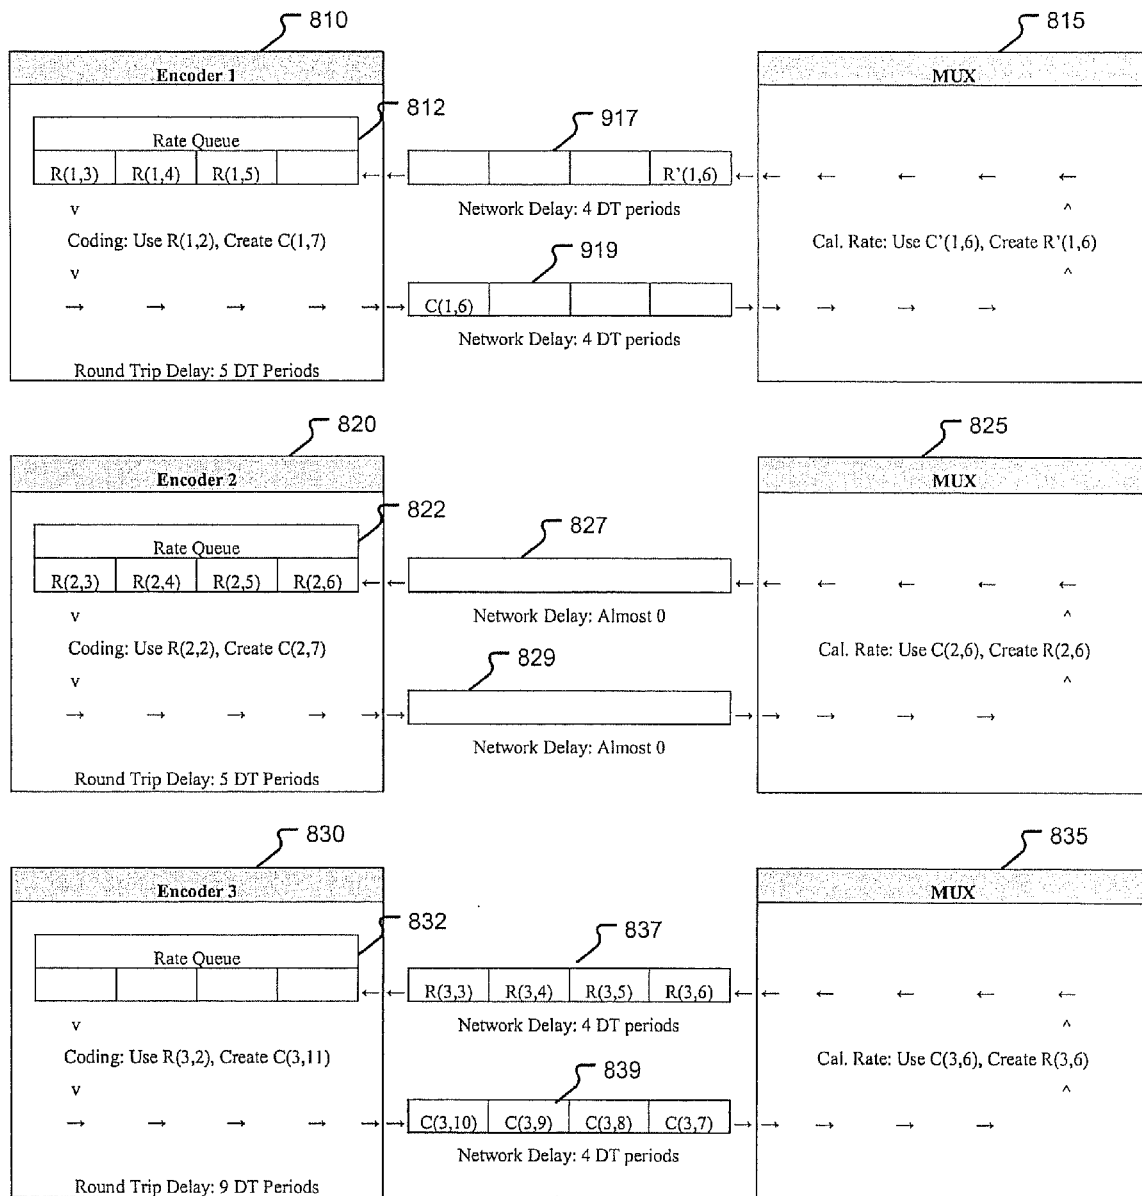 810
815
Encoder 1
MUX
812
Rate Queue
917
R(1,3) R(1,4) R(1,5)
R`(1,6)
← ← ← ← ← ← ←
v
Network Delay: 4 DT periods
^
Coding: Use R(1,2), Create C(1,7)
919
Cal. Rate: Use C’(1,6), Create R’(1,6)
v
^
→ → → → → →
C(1,6)
→ → → → →
Network Delay: 4 DT periods
Round Trip Delay: 5 DT Periods
820
825
Encoder 2
MUX
822
Rate Queue
827
R(2,3) R(2,4) R(2,5) R(2,6)
← ← ← ← ← ← ←
v
Network Delay: Almost 0
^
Coding: Use R(2,2), Create C(2,7)
829
Cal. Rate: Use C(2,6), Create R(2,6)
v
^
→ → → → → →
→ → → → →
Network Delay: Almost 0
Round Trip Delay: 5 DT Periods
830
835
Encoder 3
MUX
832
Rate Queue
837
← ←
R(3,3) R(3,4) R(3,5) R(3,6)
← ← ← ← ←
v
Network Delay: 4 DT periods
^
Coding: Use R(3,2), Create C(3,11)
839
Cal. Rate: Use C(3,6), Create R(3,6)
v
^
→ → → → → →
C(3,10) C(3,9) C(3,8) C(3,7)
→ → → → →
Network Delay: 4 DT periods
Round Trip Delay: 9 DT Periods